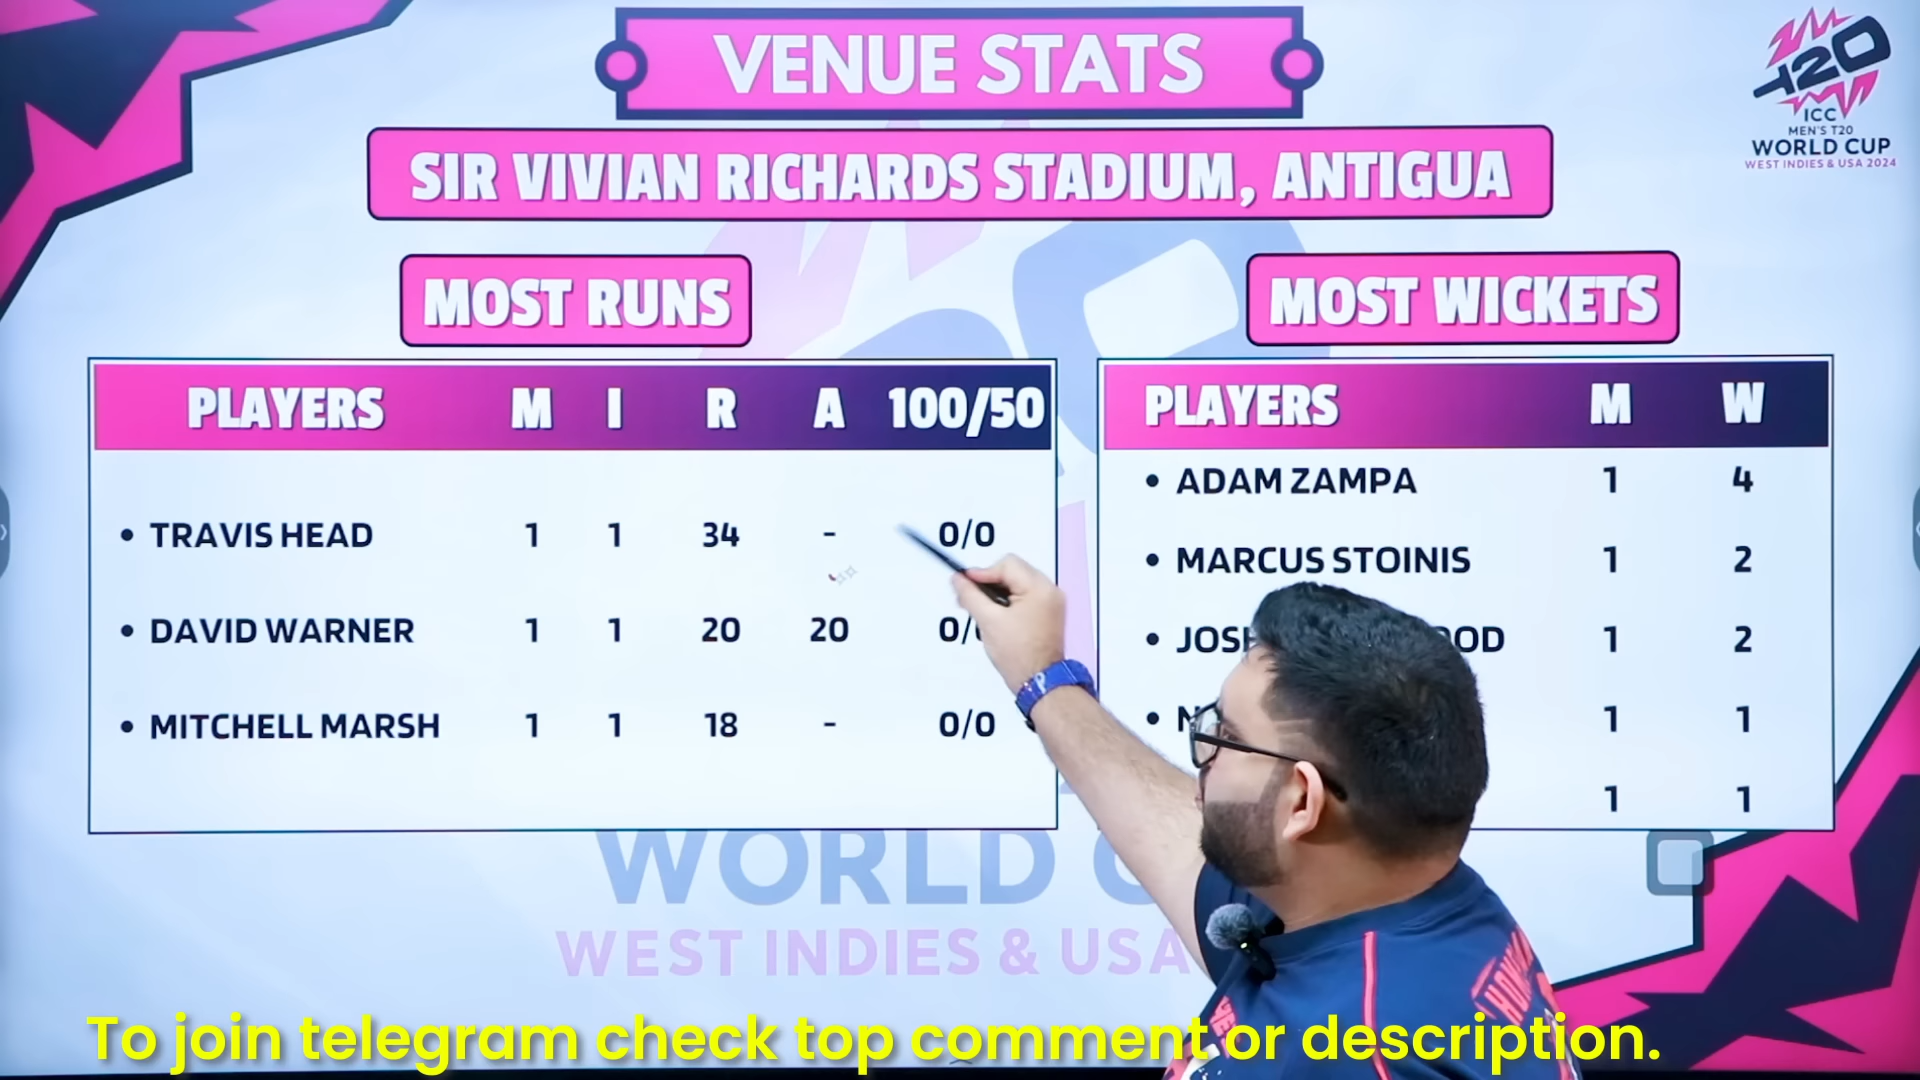 VENUE STATS
T20
ICC
MEN'S T20
WORLD CUP
WEST INDIES & USA 2024
SIR VIVIAN RICHARDS STADIUM, ANTIGUA
MOST RUNS
PLAYERS M I R A 100/50
• TRAVIS HEAD 1 1 34 - 0/0
• DAVID WARNER 1 1 20 20
• MITCHELL MARSH 1 1 18 - 0/0
MOST WICKETS
PLAYERS M W
• ADAM ZAMPA 1 4
• MARCUS STOINIS 1 2
1 2
1 1
1 1
WORLD
WEST INDIES & USA
To join telegram check top comment or description.